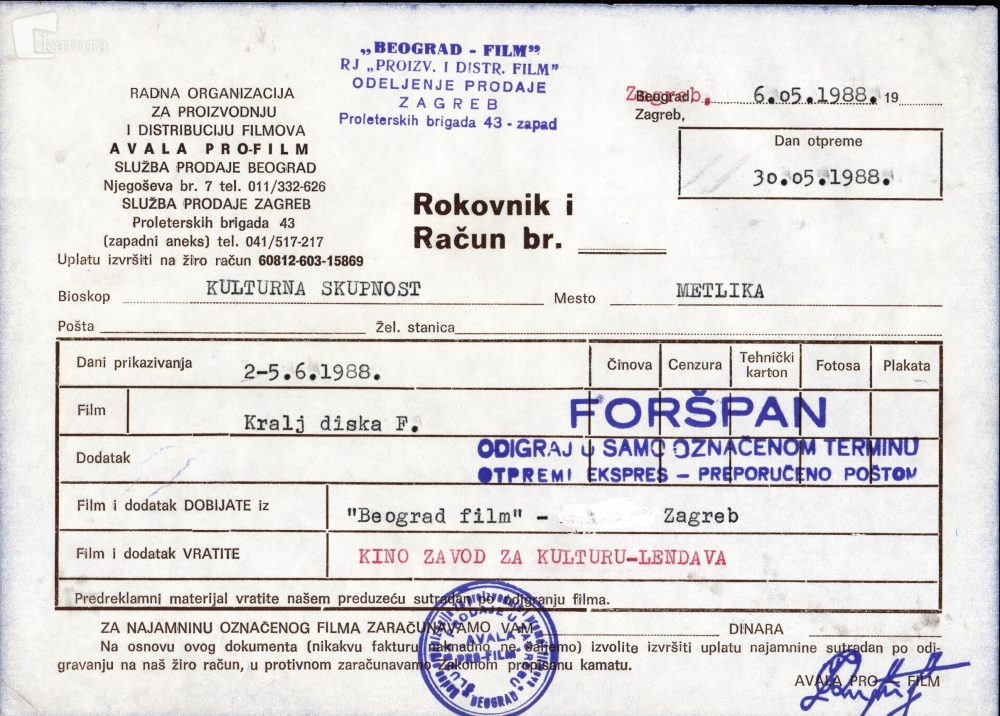 kamra
„BEOGRAD - FILM”
RJ „PROIZV. I DISTR. FILM”
ODELJENJE PRODAJE
ZAGREB
Proleterskih brigada 43 - zapad
RADNA ORGANIZACIJA
ZA PROIZVODNJU
I DISTRIBUCIJU FILMOVA
AVALA PRO-FILM
SLUŽBA PRODAJE BEOGRAD
Njegoševa br. 7 tel. 011/332-626
SLUŽBA PRODAJE ZAGREB
Proleterskih brigada 43
(zapadni aneks) tel. 041/517-217
Uplatu izvršiti na žiro račun 60812-603-15869
Zagreb, Beograd, 6.05.1988. 19
Zagreb,
Dan otpreme
30.05.1988.
Rokovnik i
Račun br.
Bioskop KULTURNA SKUPNOST Mesto METLIKA
Pošta Žel. stanica
Dani prikazivanja 2-5.6.1988. Činova Cenzura Tehnički karton Fotosa Plakata
Film Kralj diska F. FORŠPAN
Dodatak ODIGRAJ U SAMO OZNAČENOM TERMINU
OTPREMI EKSPRES – PREPORUČENO POŠTOM
Film i dodatak DOBIJATE iz "Beograd film" - Zagreb
Film i dodatak VRATITE KINO ZAVOD ZA KULTURU-LENDAVA
Predreklamni materijal vratite našem preduzeću sutradan po odigranju filma.
ZA NAJAMNINU OZNAČENOG FILMA ZARAČUNAVAMO VAM DINARA
Na osnovu ovog dokumenta (nikakvu fakturu naknadno ne šaljemo) izvolite izvršiti uplatu najamnine sutradan po odi-
gravanju na naš žiro račun, u protivnom zaračunavamo zakonom propisanu kamatu.
AVALA PRO - FILM
AVALA
PRO-FILM
BEOGRAD